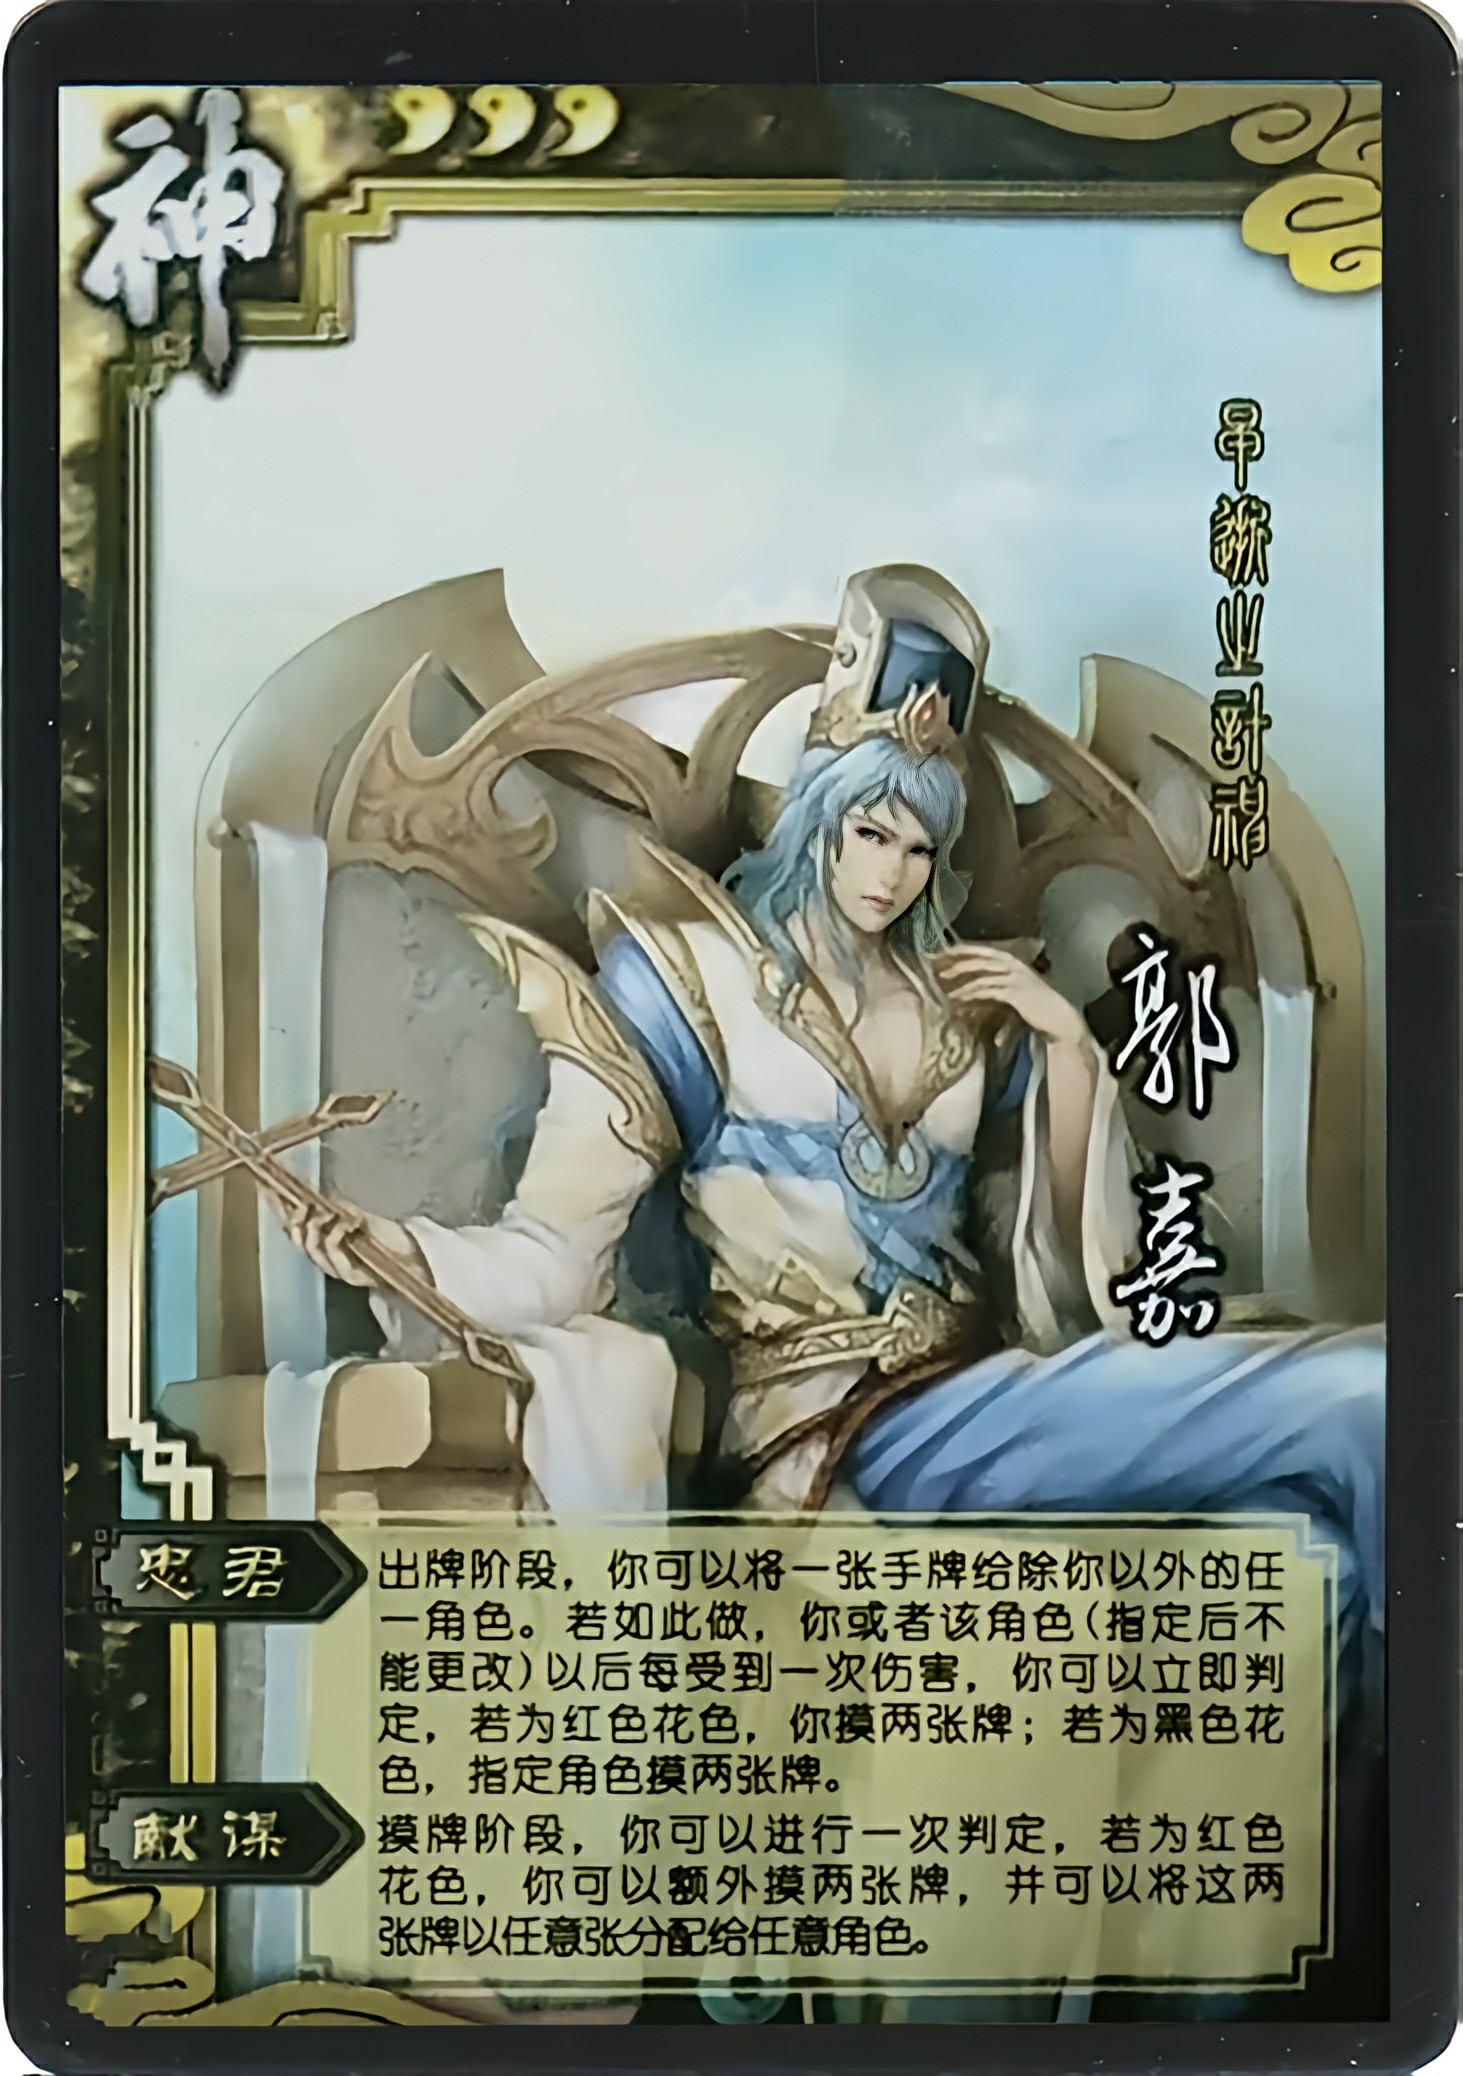 神
郭嘉
忠君
出牌阶段，你可以将一张手牌给除你以外的任
一角色。若如此做，你或者该角色(指定后不
能更改)以后每受到一次伤害，你可以立即判
定，若为红色花色，你摸两张牌；若为黑色花
色，指定角色摸两张牌。
献谋
摸牌阶段，你可以进行一次判定，若为红色
花色，你可以额外摸两张牌，并可以将这两
张牌以任意张分配给任意角色。